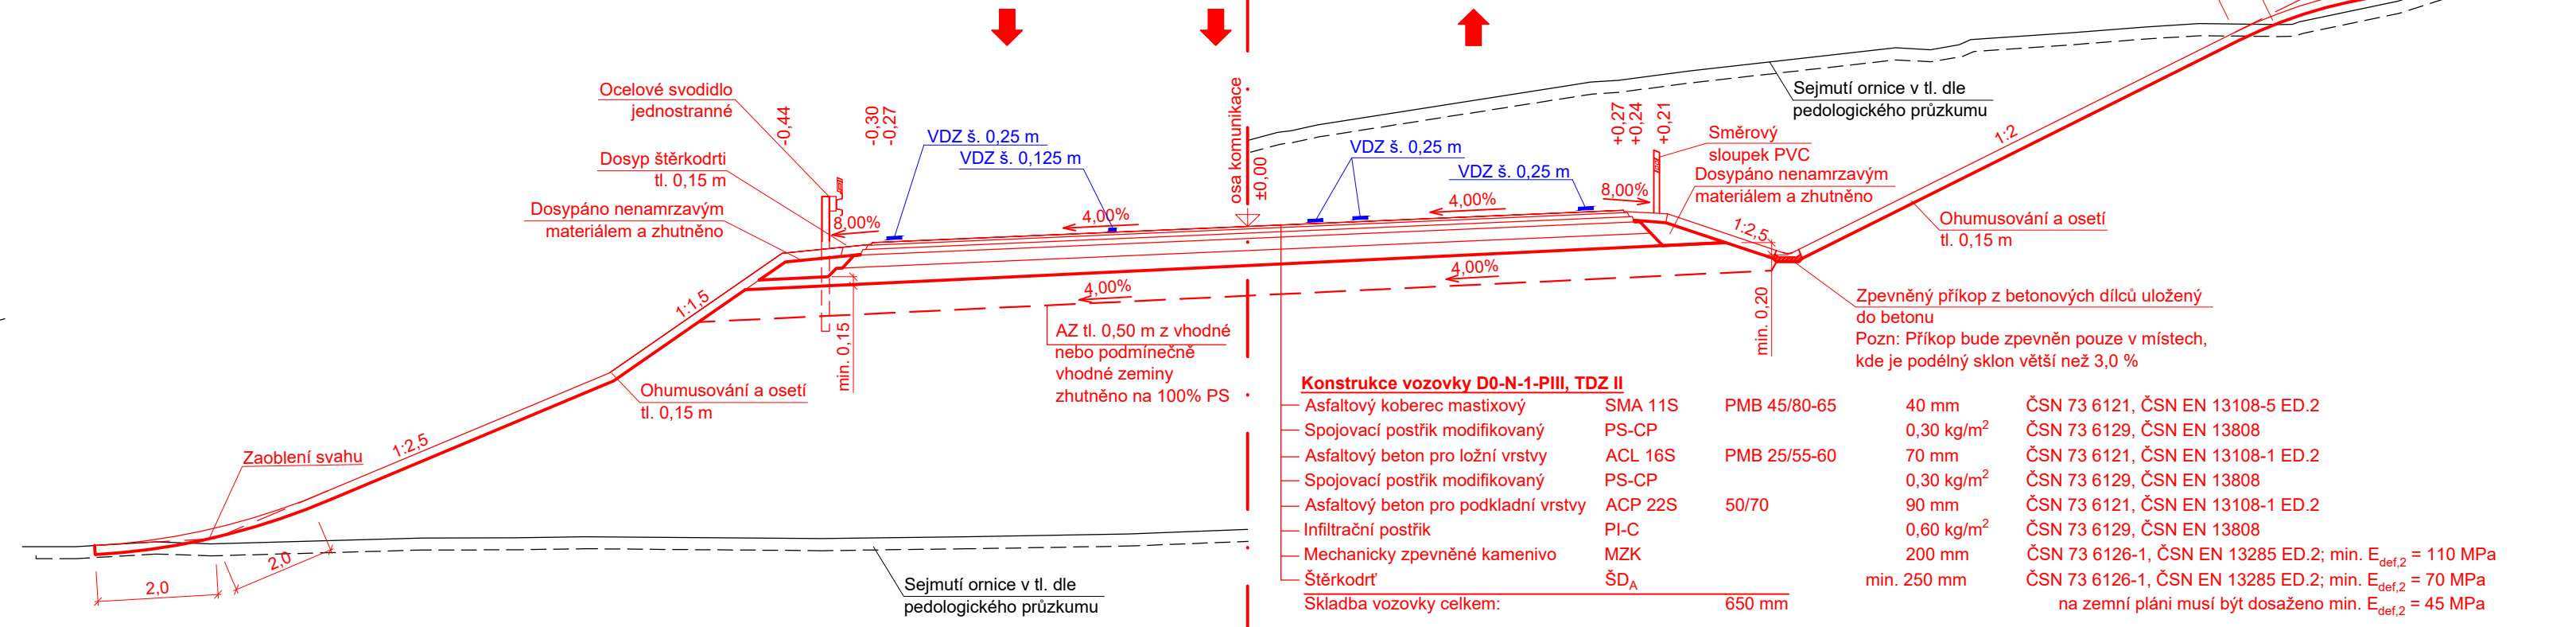 Ocelové svodidlo
jednostranné
-0,44
-0,30
-0,27
VDZ š. 0,25 m
VDZ š. 0,125 m
Dosyp štěrkodrti
tl. 0,15 m
Dosypáno nenamrzavým
materiálem a zhutněno
8,00%
4,00%
osa komunikace
±0,00
VDZ š. 0,25 m
VDZ š. 0,25 m
4,00%
8,00%
+0,27
+0,24
+0,21
Směrový
sloupek PVC
Dosypáno nenamrzavým
materiálem a zhutněno
Sejmutí ornice v tl. dle
pedologického průzkumu
1:2
1:2,5
Ohumusování a osetí
tl. 0,15 m
4,00%
4,00%
1:1,5
min. 0,15
min. 0,20
AZ tl. 0,50 m z vhodné
nebo podmínečně
vhodné zeminy
zhutněno na 100% PS
Zpevněný příkop z betonových dílců uložený
do betonu
Pozn: Příkop bude zpevněn pouze v místech,
kde je podélný sklon větší než 3,0 %
Ohumusování a osetí
tl. 0,15 m
1:2,5
Zaoblení svahu
2,0
2,0
Sejmutí ornice v tl. dle
pedologického průzkumu
Konstrukce vozovky D0-N-1-PIII, TDZ II
Asfaltový koberec mastixový SMA 11S PMB 45/80-65 40 mm ČSN 73 6121, ČSN EN 13108-5 ED.2
Spojovací postřik modifikovaný PS-CP 0,30 kg/m2 ČSN 73 6129, ČSN EN 13808
Asfaltový beton pro ložní vrstvy ACL 16S PMB 25/55-60 70 mm ČSN 73 6121, ČSN EN 13108-1 ED.2
Spojovací postřik modifikovaný PS-CP 0,30 kg/m2 ČSN 73 6129, ČSN EN 13808
Asfaltový beton pro podkladní vrstvy ACP 22S 50/70 90 mm ČSN 73 6121, ČSN EN 13108-1 ED.2
Infiltrační postřik PI-C 0,60 kg/m2 ČSN 73 6129, ČSN EN 13808
Mechanicky zpevněné kamenivo MZK 200 mm ČSN 73 6126-1, ČSN EN 13285 ED.2; min. Edef,2 = 110 MPa
Štěrkodrť ŠDA min. 250 mm ČSN 73 6126-1, ČSN EN 13285 ED.2; min. Edef,2 = 70 MPa
Skladba vozovky celkem: 650 mm na zemní pláni musí být dosaženo min. Edef,2 = 45 MPa